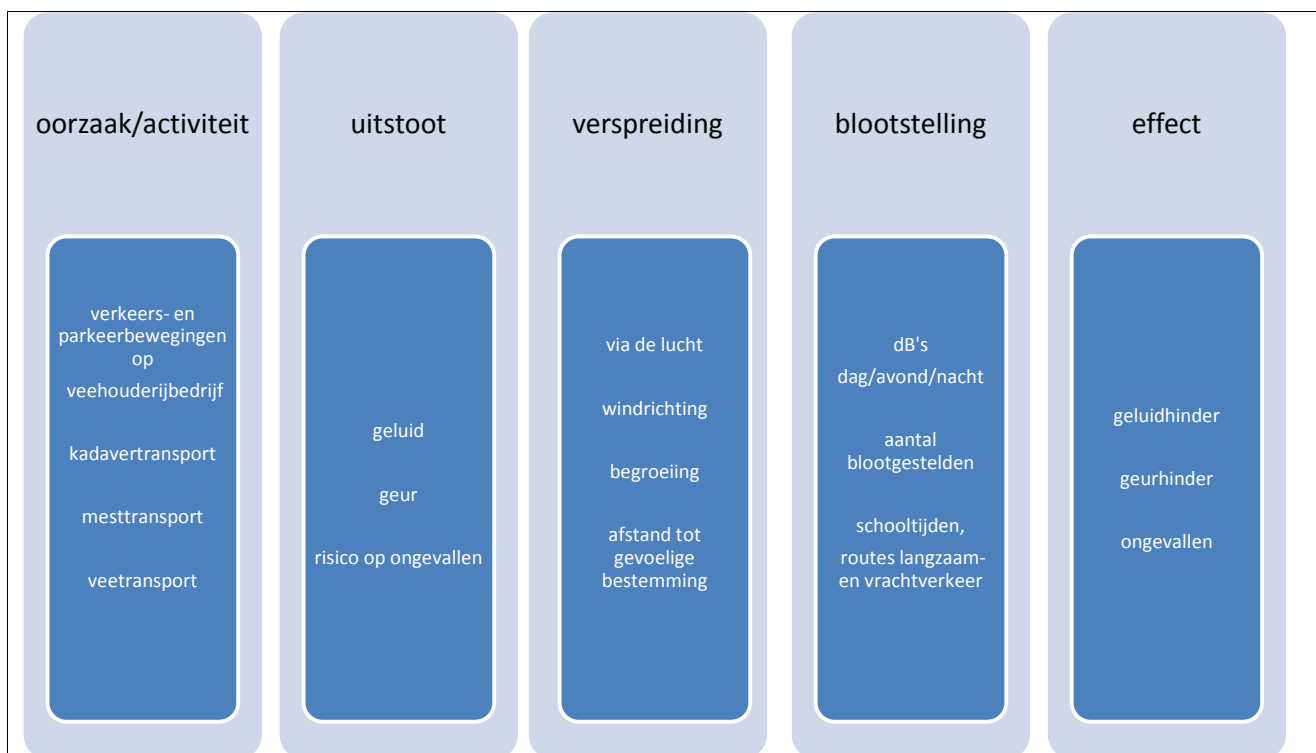 oorzaak/activiteit
verkeers- en
parkeerbewegingen
op
veehouderijbedrijf
kadavertransport
mesttransport
veetransport
uitstoot
geluid
geur
risico op ongevallen
verspreiding
via de lucht
windrichting
begroeiing
afstand tot
gevoelige
bestemming
blootstelling
dB's
dag/avond/nacht
aantal
blootgestelden
schooltijden,
routes langzaam-
en vrachtverkeer
effect
geluidhinder
geurhinder
ongevallen